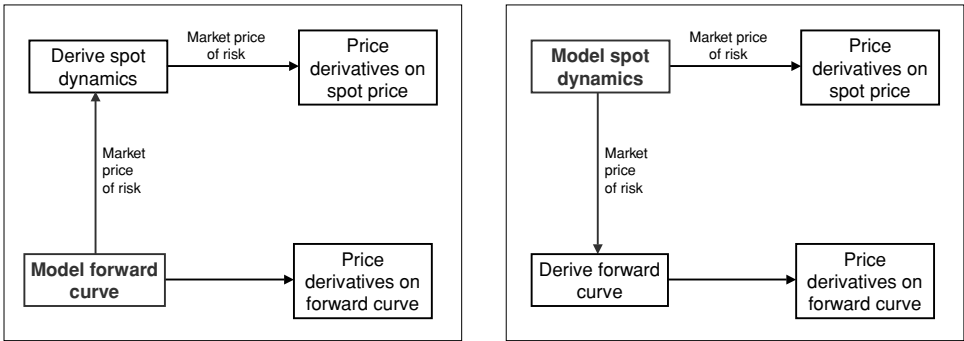 Derive spot
dynamics
Market price
of risk
Price
derivatives on
spot price
Market
price
of risk
Model forward
curve
Price
derivatives on
forward curve
Model spot
dynamics
Market price
of risk
Price
derivatives on
spot price
Market
price
of risk
Derive forward
curve
Price
derivatives on
forward curve